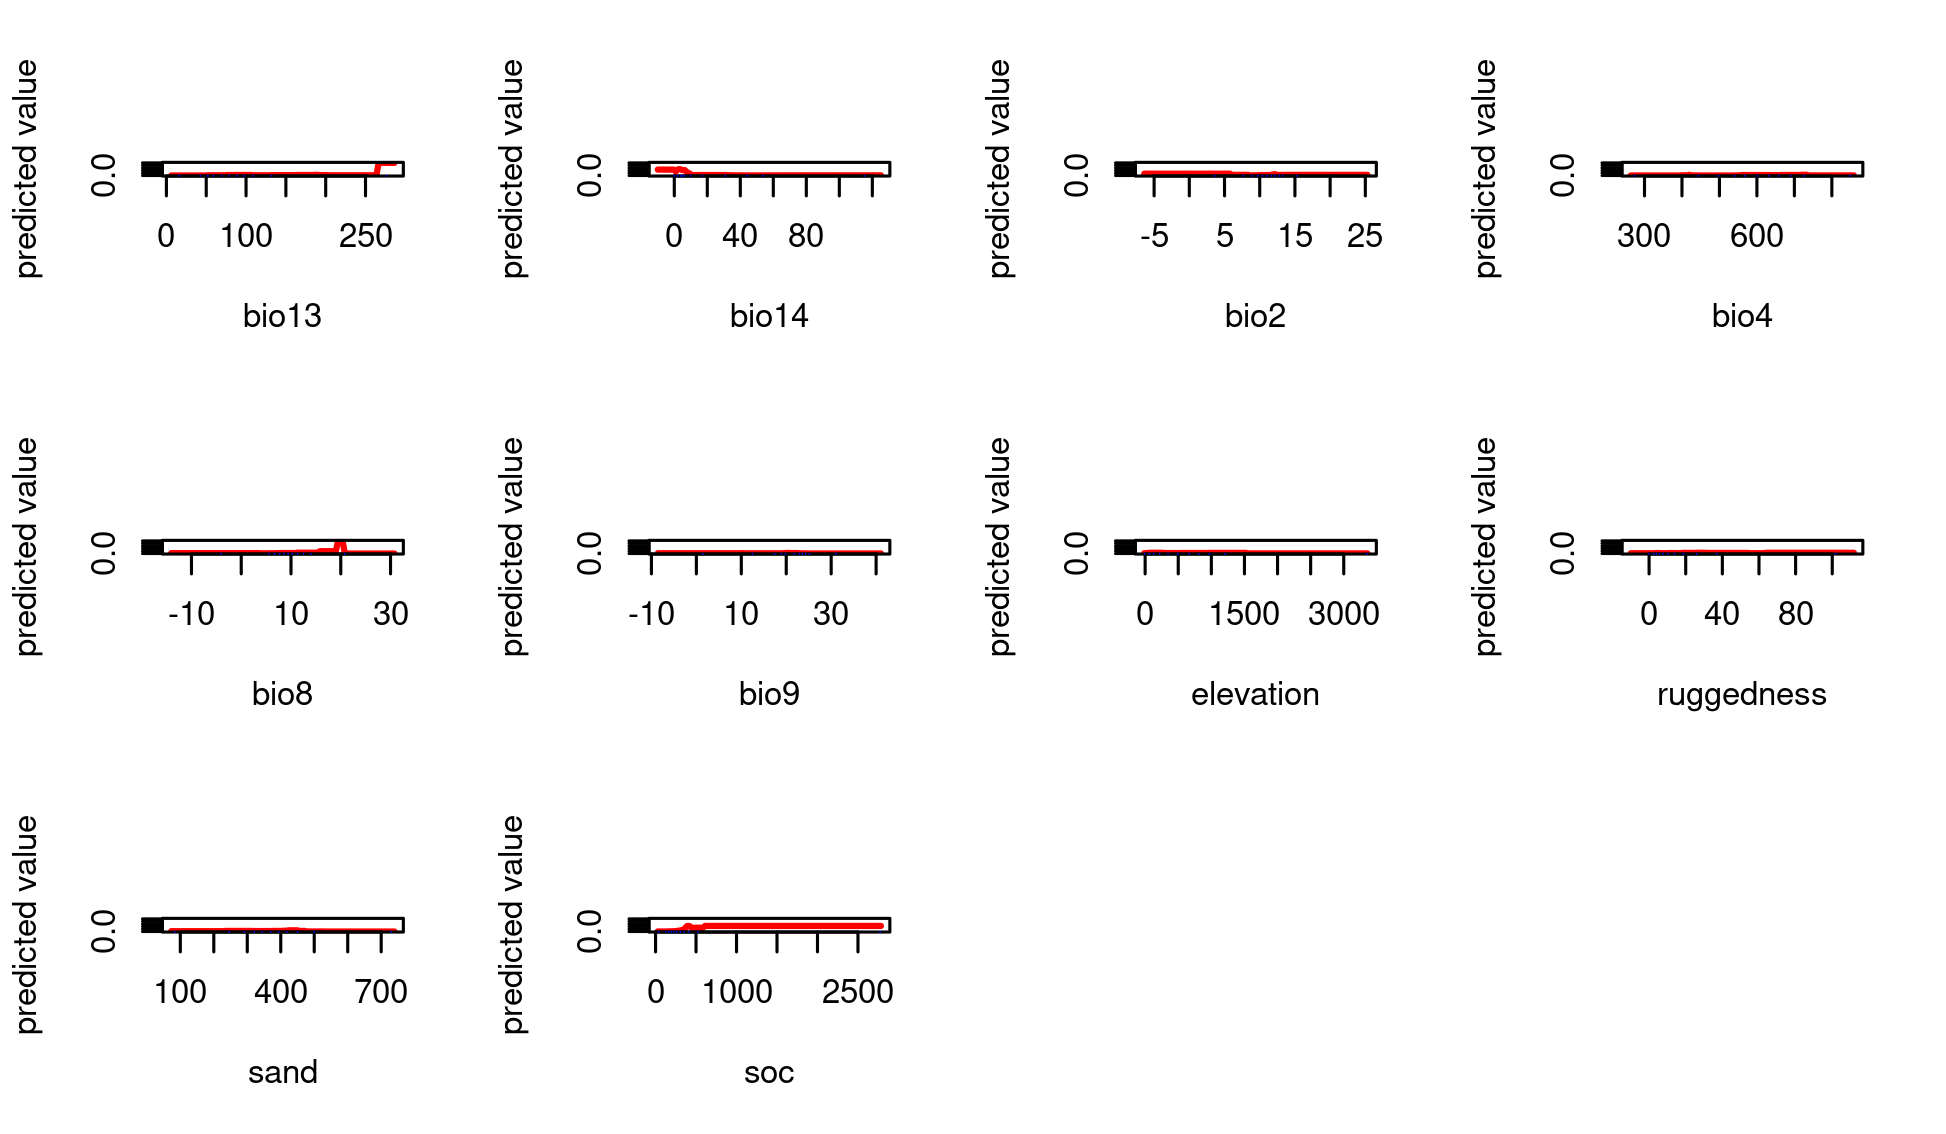 predicted value
0.0
0 100 250
bio13
predicted value
0.0
0 40 80
bio14
predicted value
0.0
-5 5 15 25
bio2
predicted value
0.0
300 600
bio4
predicted value
0.0
-10 10 30
bio8
predicted value
0.0
-10 10 30
bio9
predicted value
0.0
0 1500 3000
elevation
predicted value
0.0
0 40 80
ruggedness
predicted value
0.0
100 400 700
sand
predicted value
0.0
0 1000 2500
soc